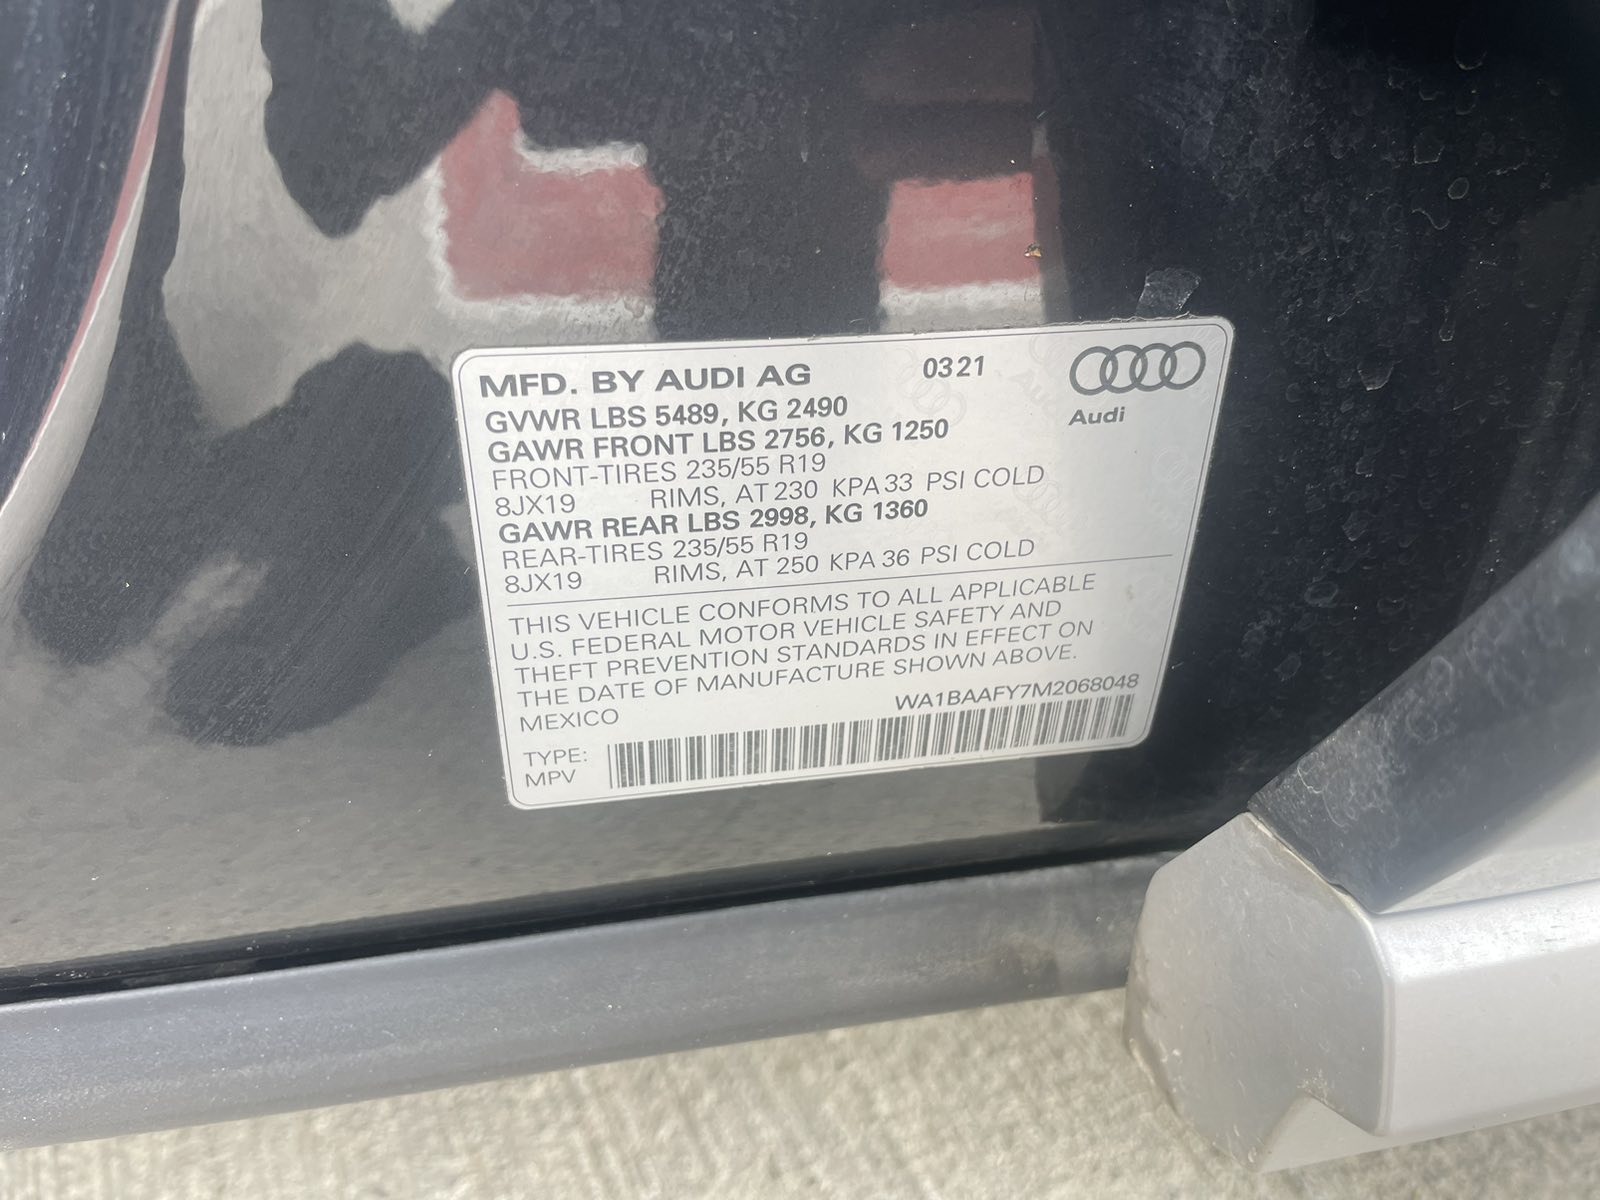 MFD. BY AUDI AG 0321
Audi
GVWR LBS 5489, KG 2490
GAWR FRONT LBS 2756, KG 1250
FRONT-TIRES 235/55 R19
8JX19 RIMS, AT 230 KPA 33 PSI COLD
GAWR REAR LBS 2998, KG 1360
REAR-TIRES 235/55 R19
8JX19 RIMS, AT 250 KPA 36 PSI COLD
THIS VEHICLE CONFORMS TO ALL APPLICABLE
U.S. FEDERAL MOTOR VEHICLE SAFETY AND
THEFT PREVENTION STANDARDS IN EFFECT ON
THE DATE OF MANUFACTURE SHOWN ABOVE.
MEXICO WA1BAAFY7M2068048
TYPE:
MPV